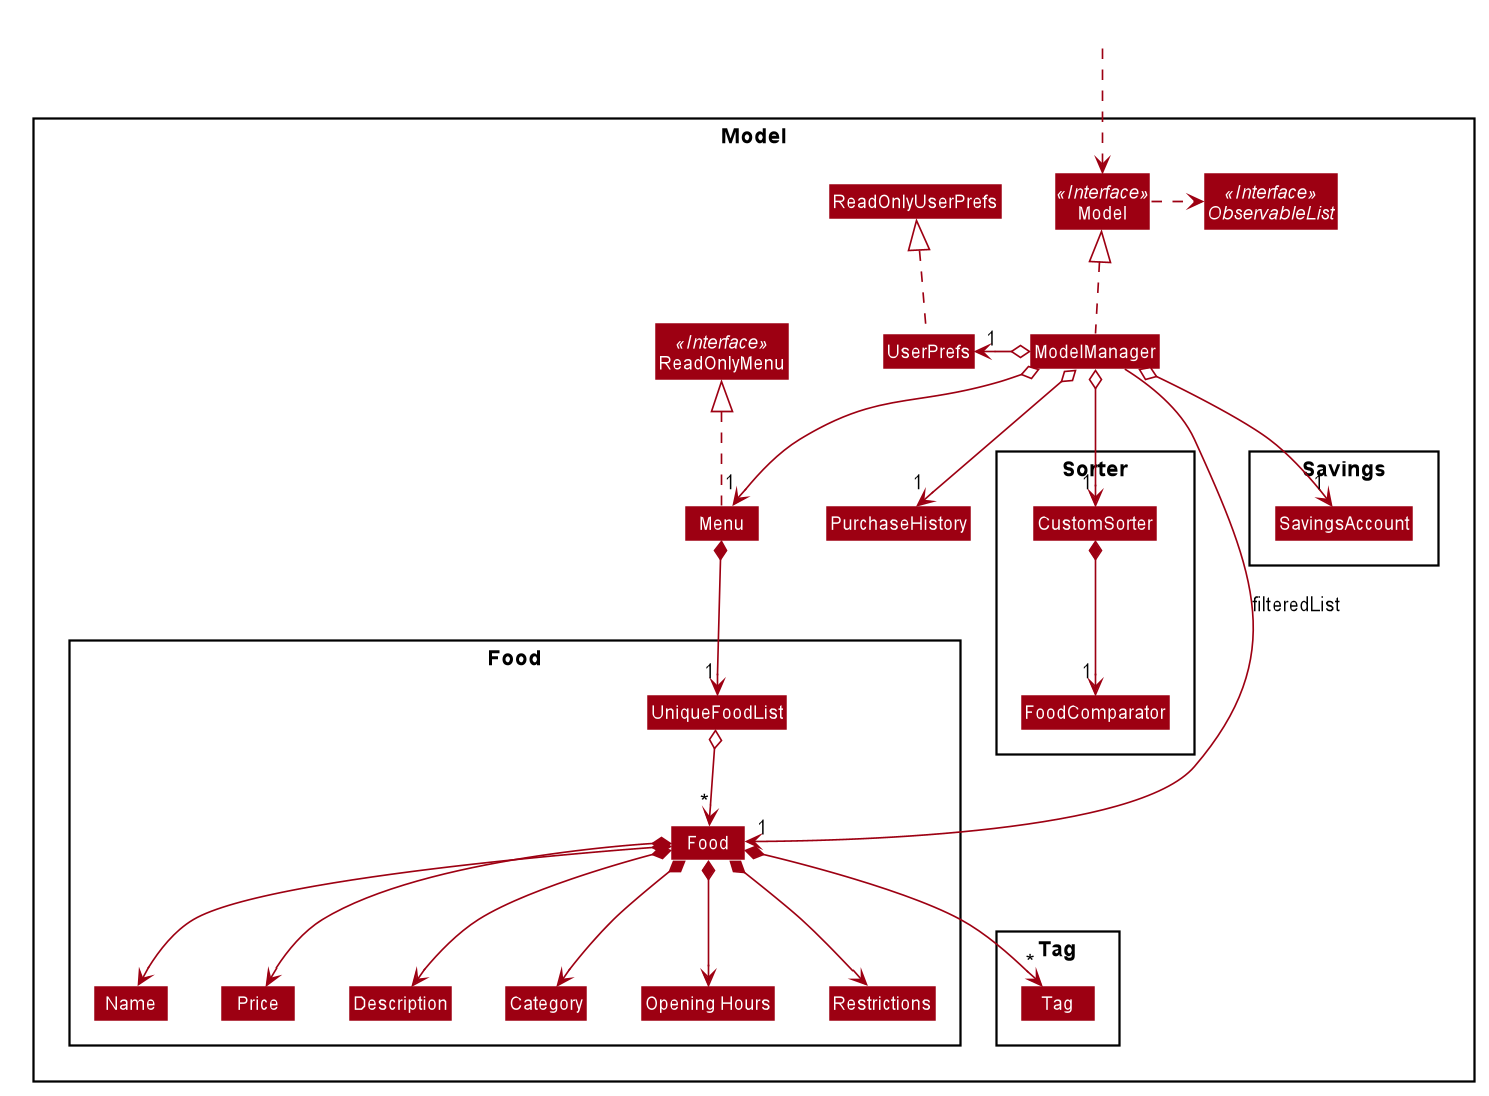 Model
«Interface»
Model
«Interface»
ObservableList
ReadOnlyUserPrefs
«Interface»
ReadOnlyMenu
UserPrefs
1
ModelManager
1
Menu
1
PurchaseHistory
Sorter
1
CustomSorter
Savings
1
SavingsAccount
filteredList
Food
1
UniqueFoodList
1
FoodComparator
*
Food
1
Name
Price
Description
Category
Opening Hours
Restrictions
Tag
*
Tag